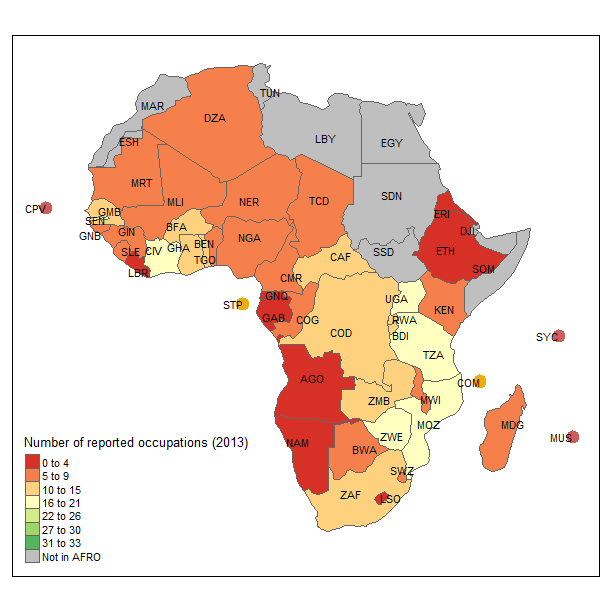 TUN
MAR
DZA
LBY
EGY
ESH
MRT
MLI
NER
TCD
SDN
CPV
GMB
SEN
ERI
DJI
GNB
GIN
BFA
NGA
SLE
CIV
GHA
BEN
TGO
CAF
SSD
ETH
SOM
LBR
CMR
STP
GNQ
GAB
COG
UGA
KEN
RWA
BDI
COD
SYC
TZA
AGO
COM
ZMB
MWI
MOZ
MDG
NAM
ZWE
BWA
MUS
SWZ
ZAF
LSO
Number of reported occupations (2013)
0 to 4
5 to 9
10 to 15
16 to 21
22 to 26
27 to 30
31 to 33
Not in AFRO